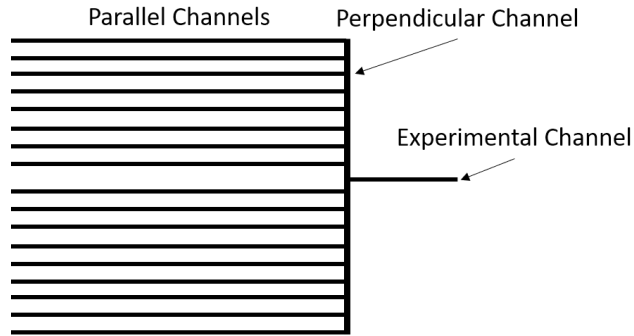 Parallel Channels
Perpendicular Channel
Experimental Channel